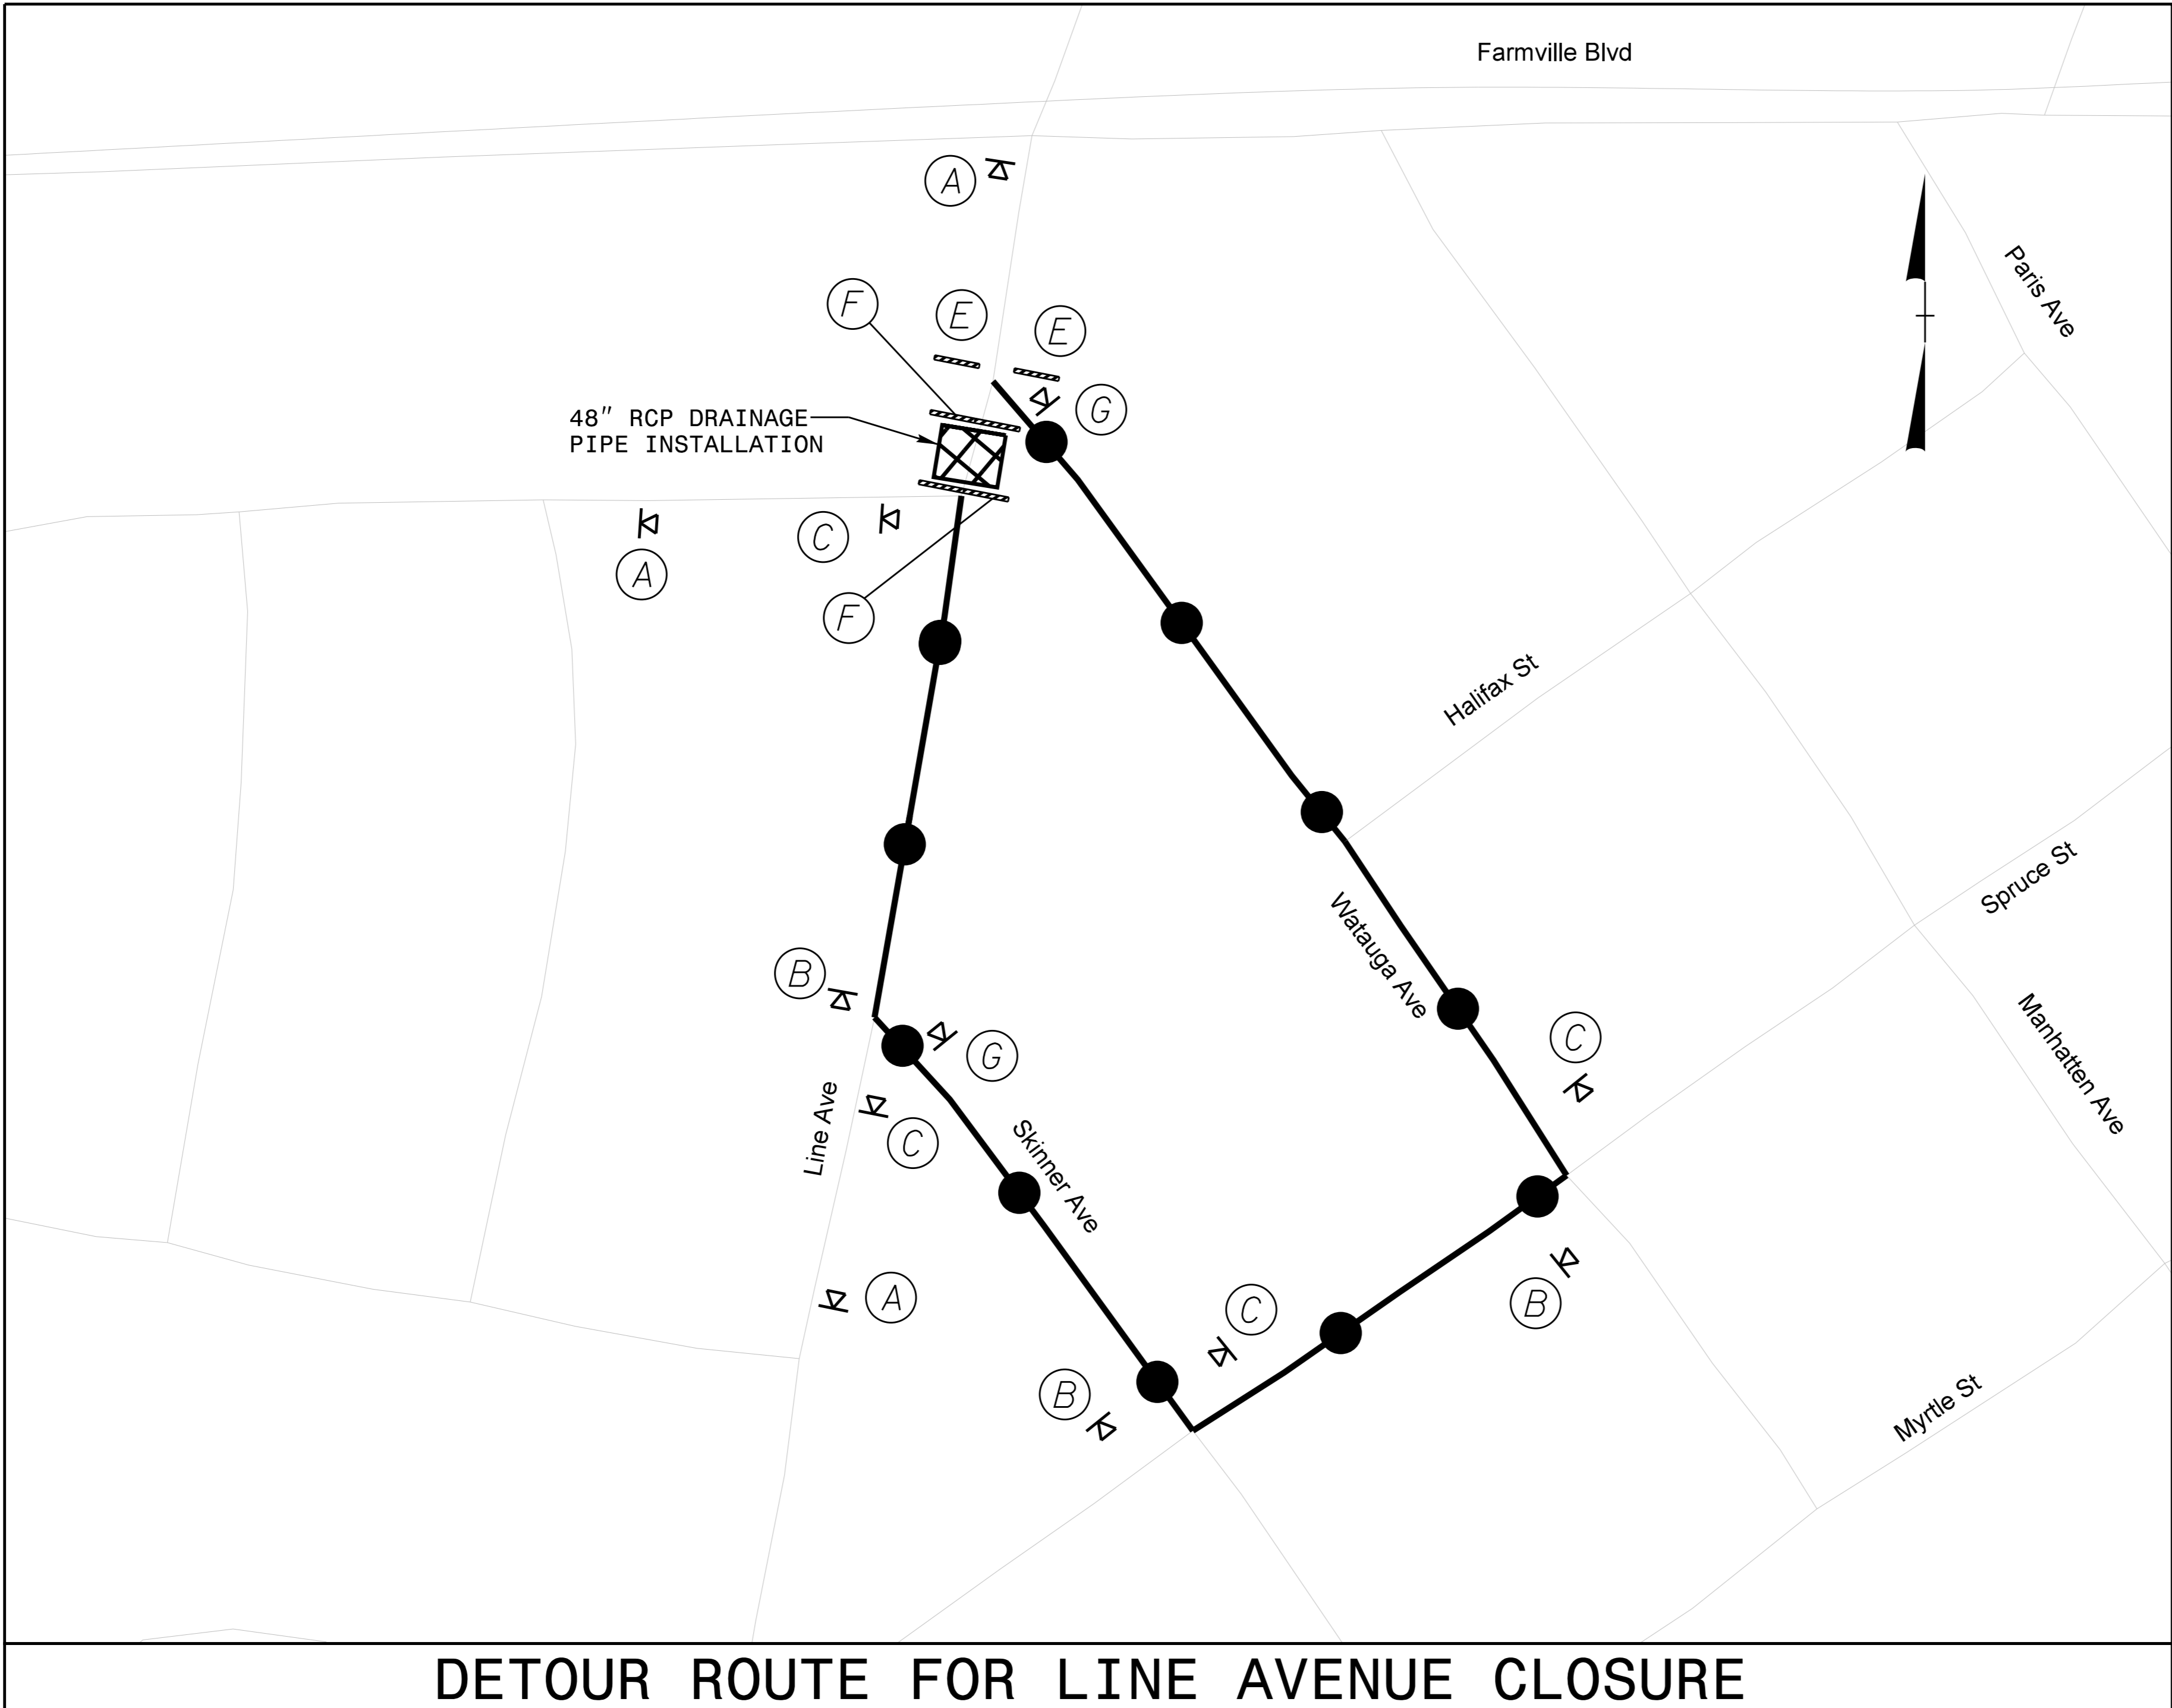 Farmville Blvd
A
Paris Ave
F
E
E
G
48" RCP DRAINAGE
PIPE INSTALLATION
C
A
F
Halifax St
Spruce St
Watauga Ave
B
Manhatten Ave
C
G
Line Ave
C
Skinner Ave
A
C
B
B
Myrtle St
DETOUR ROUTE FOR LINE AVENUE CLOSURE